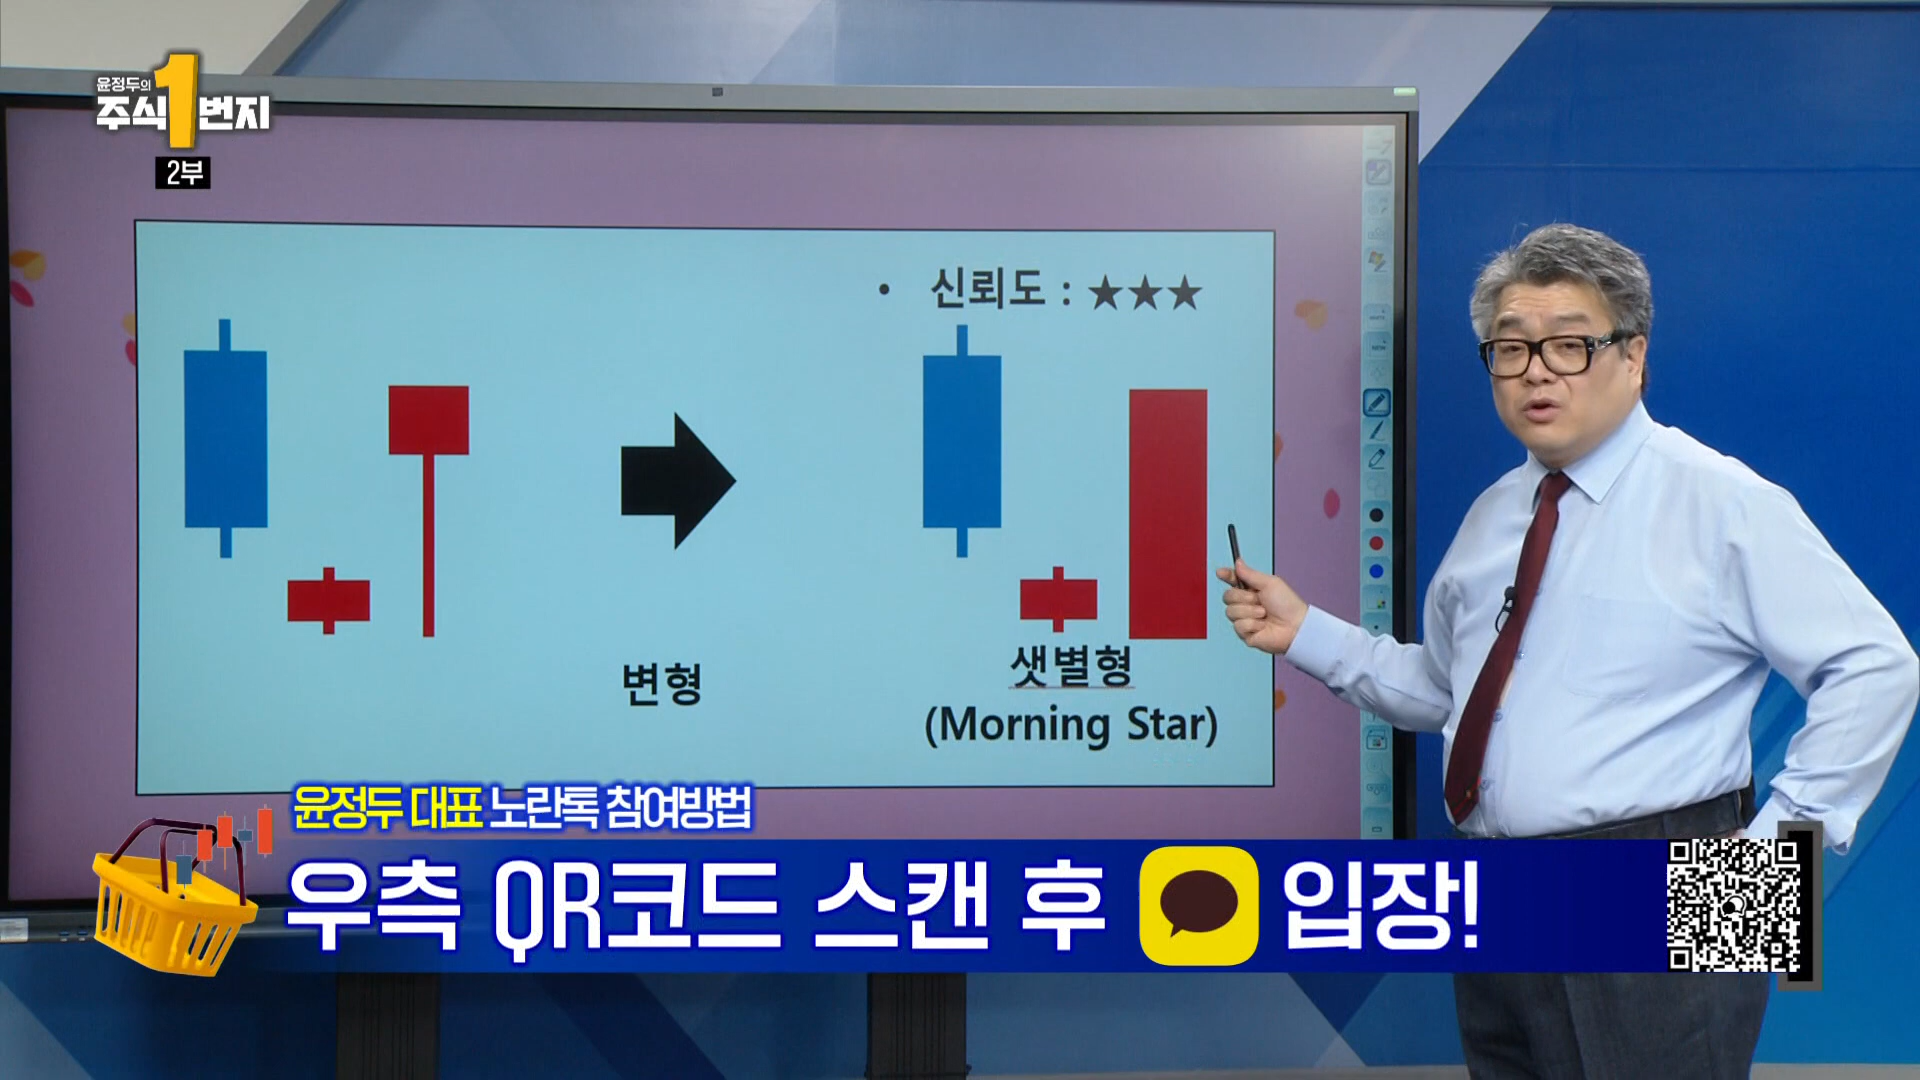 윤정두의
주식1번지
2부
• 신뢰도 : ★★★
변형
샛별형
(Morning Star)
윤정두 대표 노란톡 참여방법
우측 QR코드 스캔 후 입장!